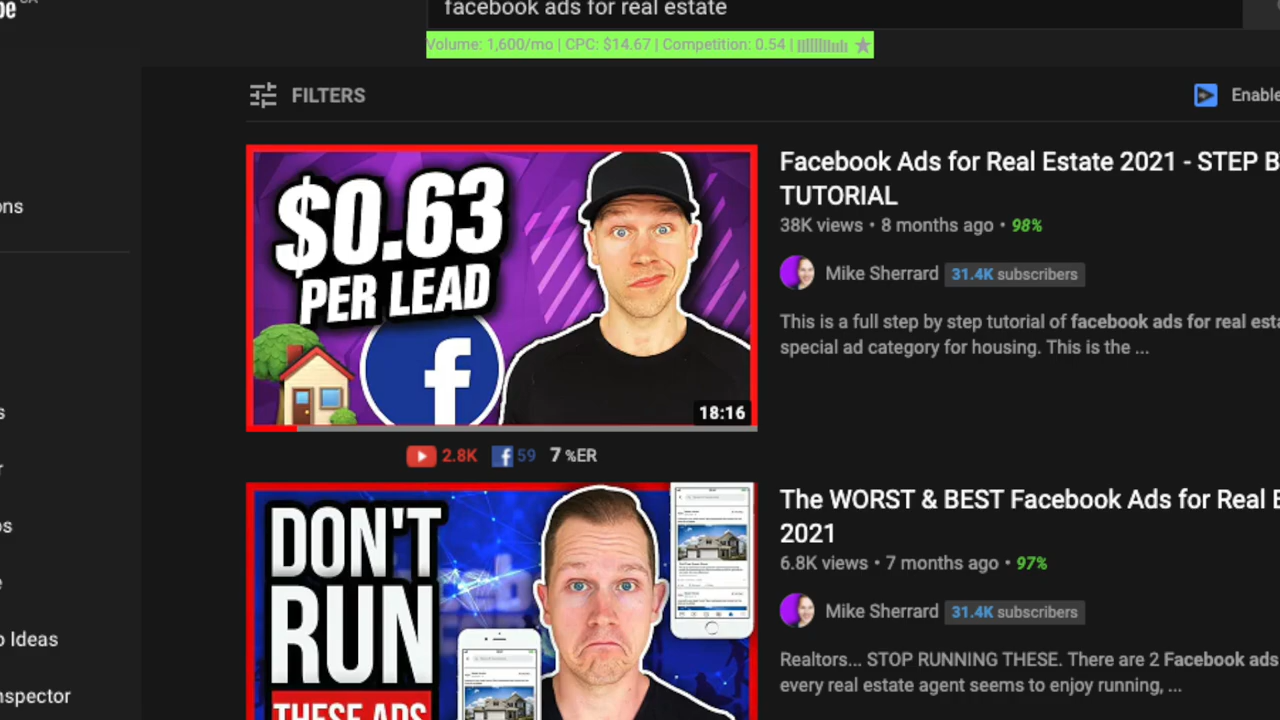 be
facebook ads for real estate
Volume: 1,600/mo | CPC: $14.67 | Competition: 0.54 |
FILTERS
Enable
ons
s
r
os
e
o Ideas
nspector
$0.63
PER LEAD
f
18:16
Facebook Ads for Real Estate 2021 - STEP B
TUTORIAL
38K views • 8 months ago • 98%
Mike Sherrard 31.4K subscribers
This is a full step by step tutorial of facebook ads for real esta
special ad category for housing. This is the ...
2.8K f 59 7 %ER
DON'T
RUN
THESE ADS
The WORST & BEST Facebook Ads for Real E
2021
6.8K views • 7 months ago • 97%
Mike Sherrard 31.4K subscribers
Realtors... STOP RUNNING THESE. There are 2 Facebook ads
every real estate agent seems to enjoy running, ...